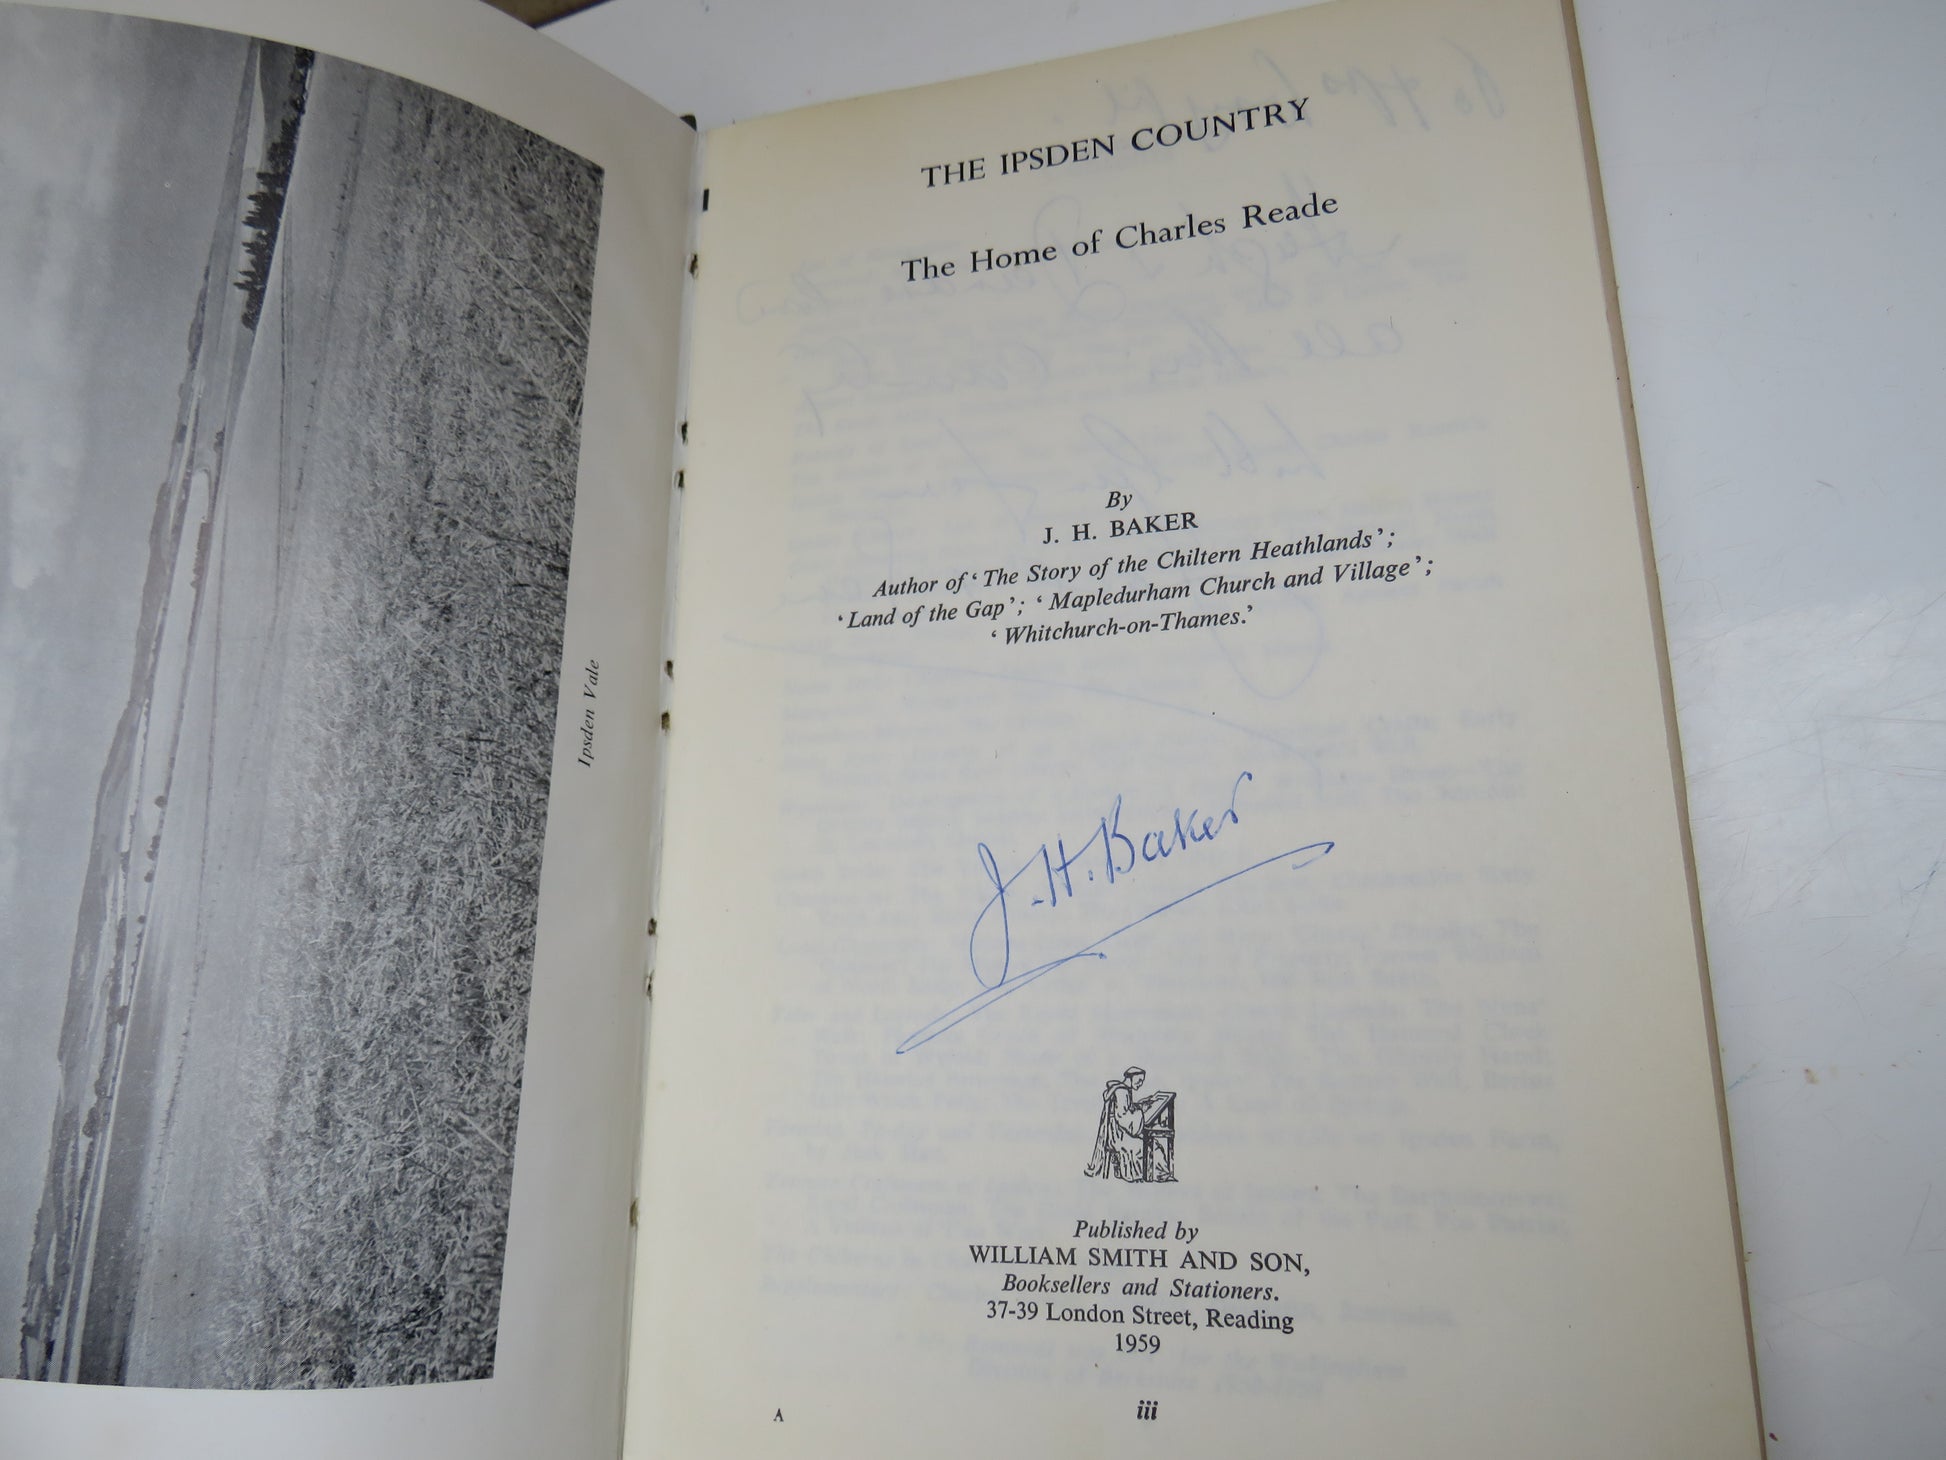 Ipsden Vale
THE IPSDEN COUNTRY
The Home of Charles Reade
By
J. H. BAKER
Author of ‘ The Story of the Chiltern Heathlands ’;
‘ Land of the Gap ’; ‘ Mapledurham Church and Village ’;
‘ Whitchurch-on-Thames.’
J. H. Baker
Published by
WILLIAM SMITH AND SON,
Booksellers and Stationers.
37-39 London Street, Reading
1959
A
iii